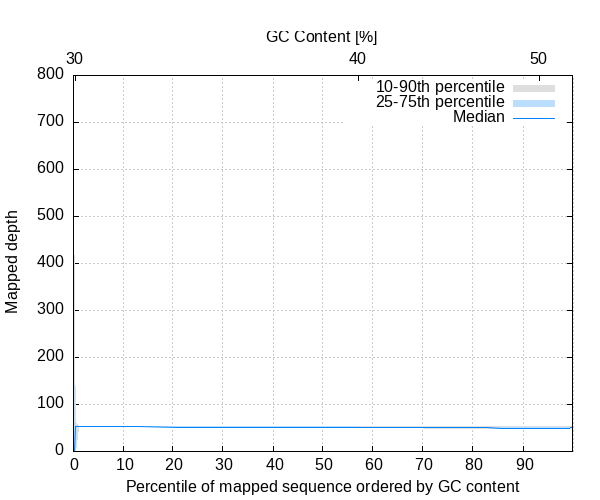 GC Content [%]
30 40 50
800
10-90th percentile
25-75th percentile
Median
700
600
500
400
300
200
100
0
Mapped depth
0 10 20 30 40 50 60 70 80 90
Percentile of mapped sequence ordered by GC content